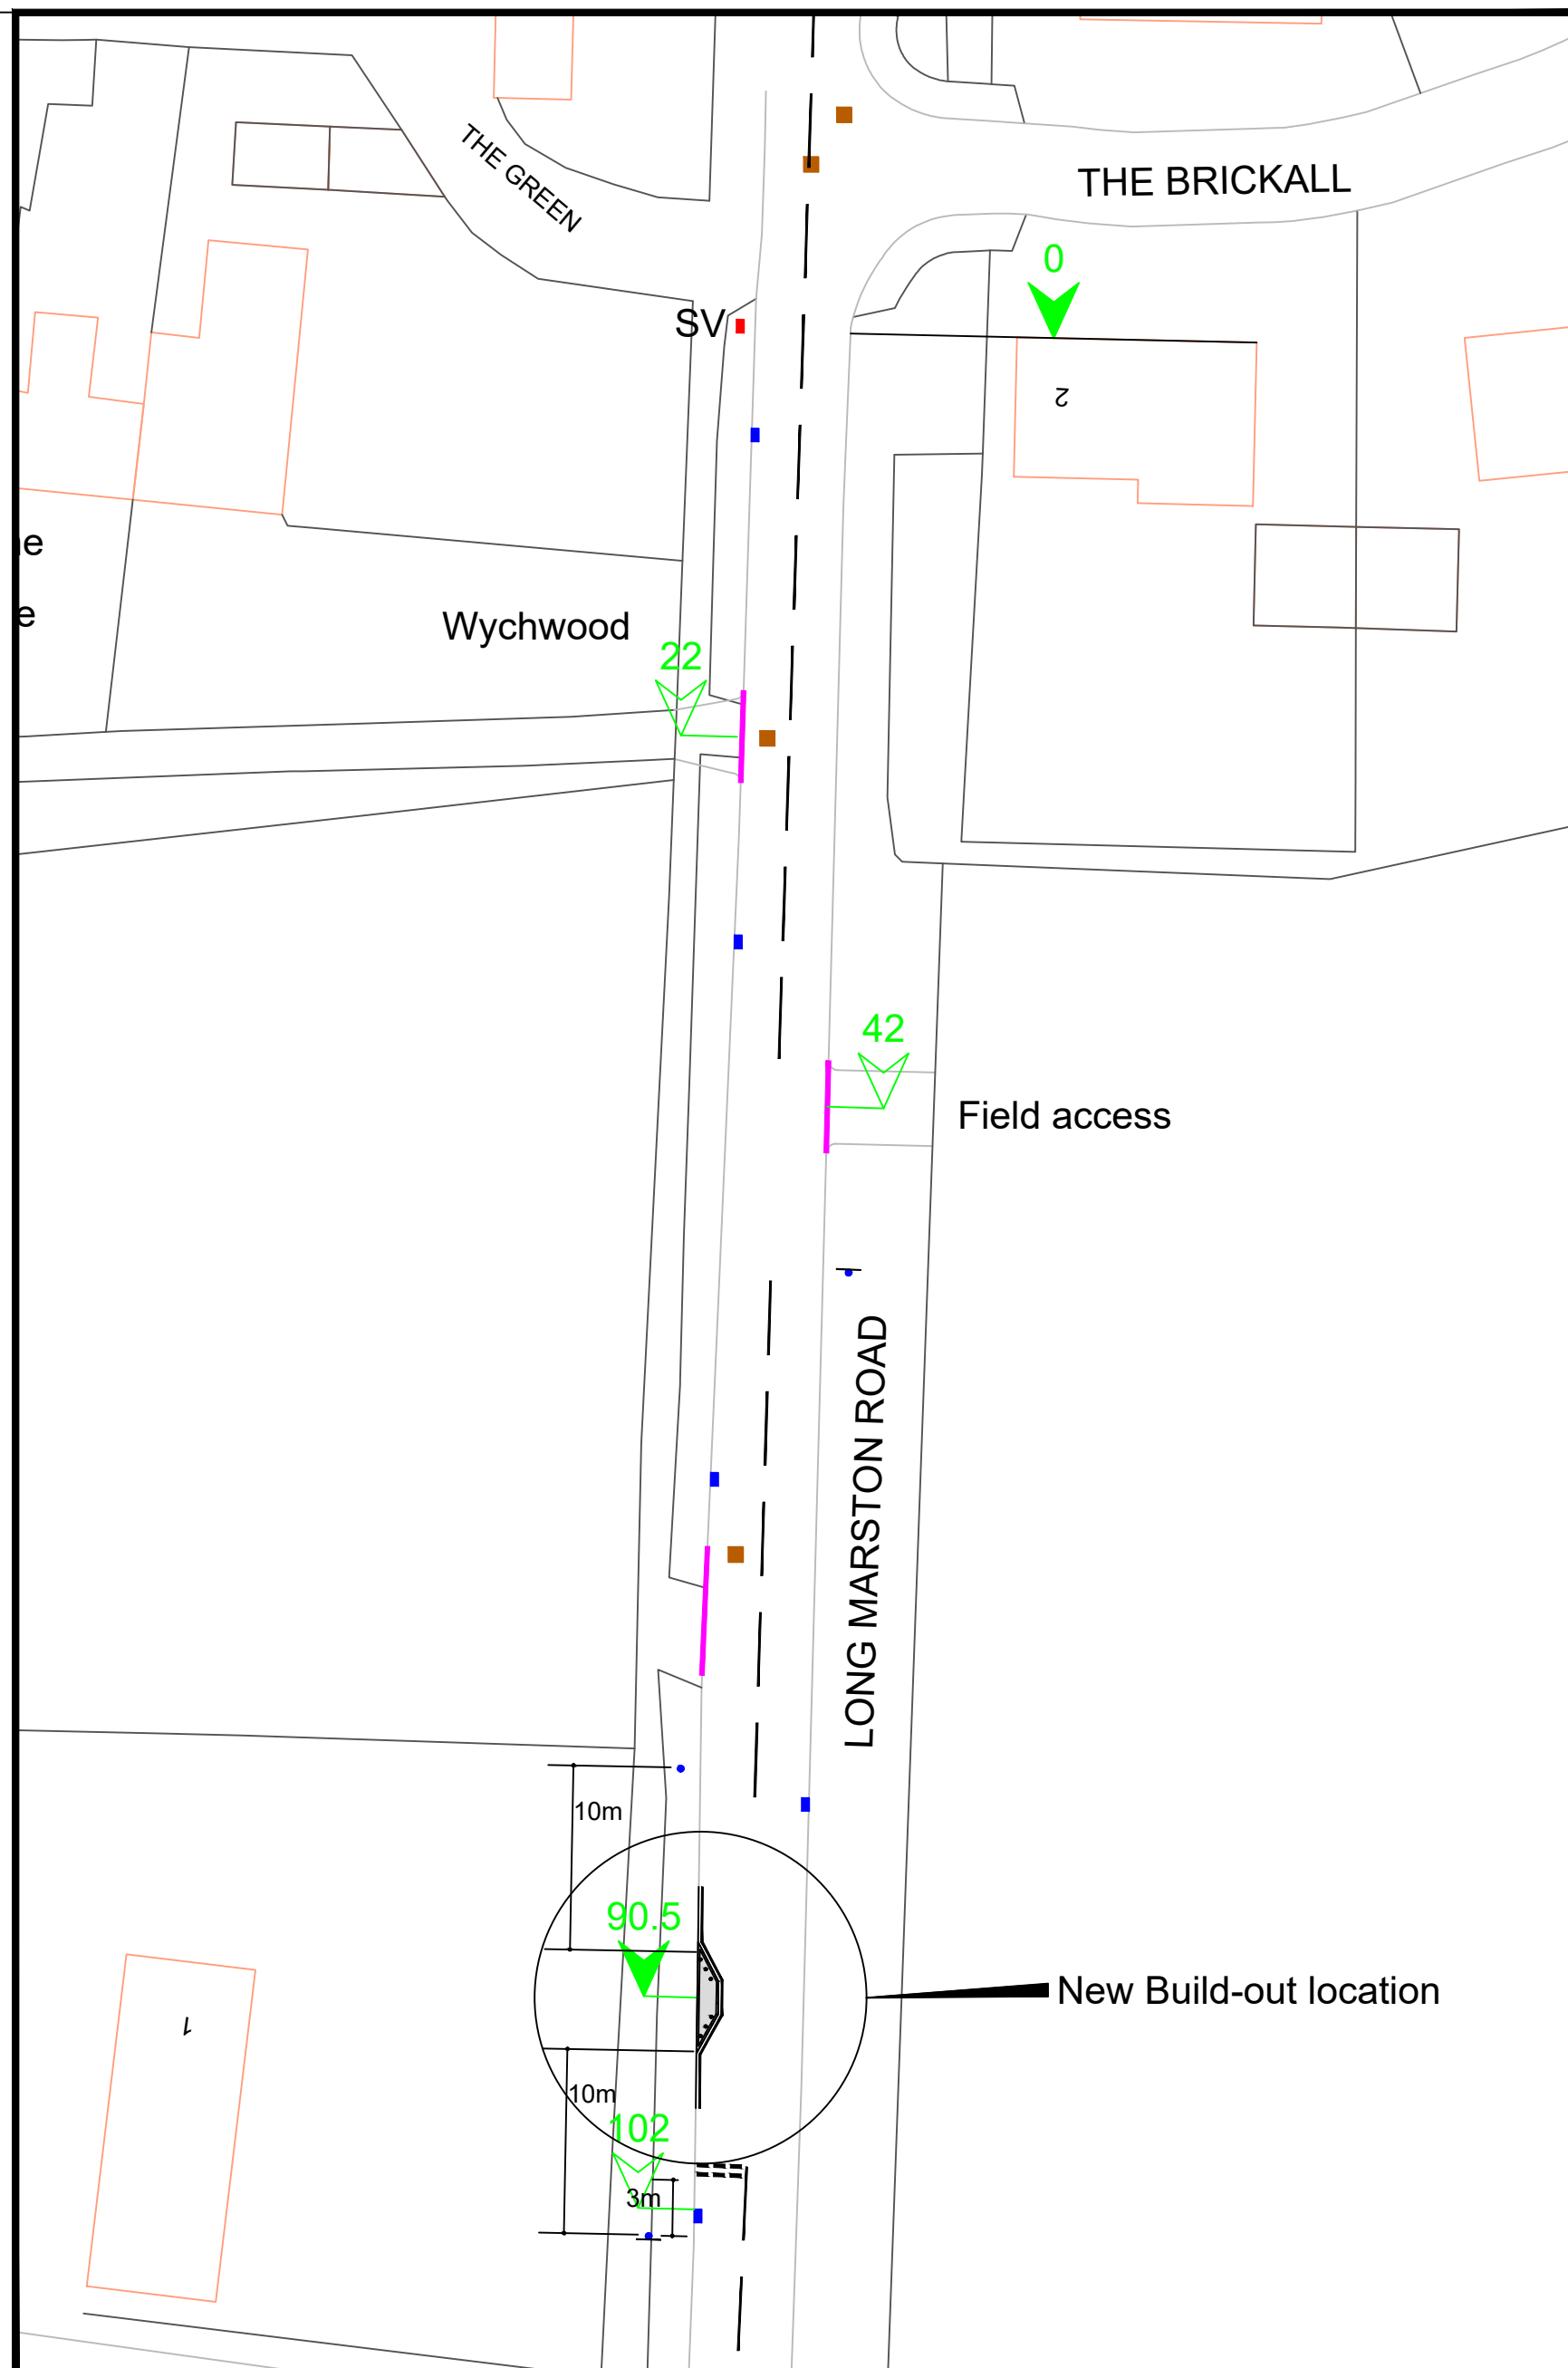 THE GREEN
THE BRICKALL
0
SV
2
e
Wychwood
e
22
42
Field access
LONG MARSTON ROAD
10m
90.5
New Build-out location
1
10m
102
3m